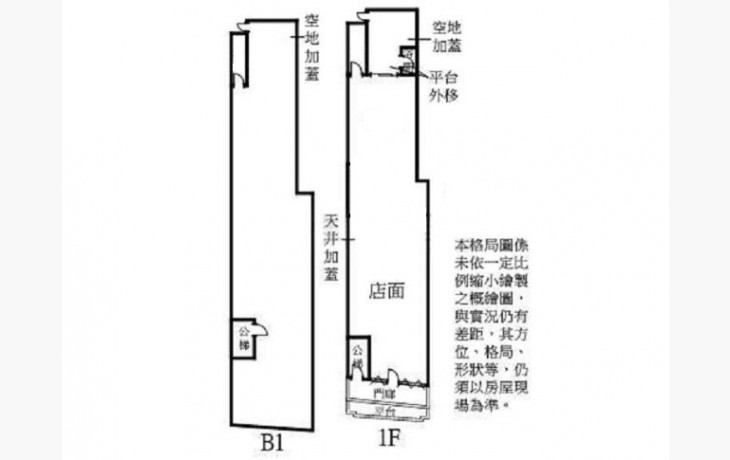 空地加蓋
公梯
B1
空地
加蓋
浴
平台
外移
天井加蓋
店面
公梯
門廊
平台
1F
本格局圖係
未依一定比
例縮小繪製
之概繪圖，
與實況仍有
差距，其方
位、格局、
形狀等，仍
須以房屋現
場為準。